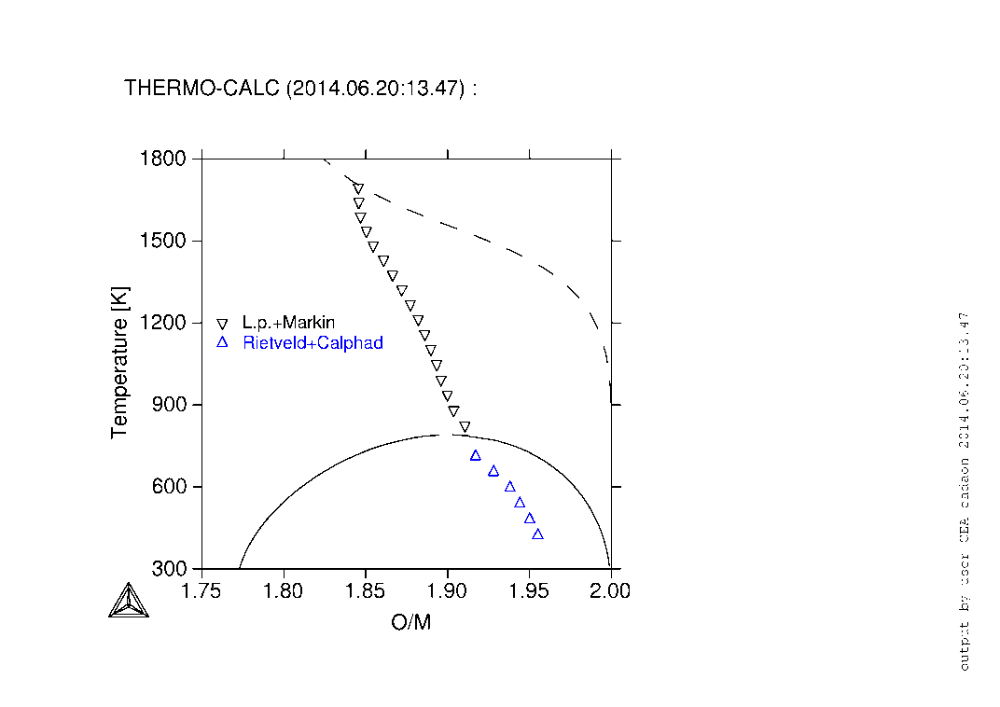 THERMO-CALC (2014.06.20:13.47) :
1800
1500
1200
900
600
300
Temperature [K]
L.p.+Markin
Rietveld+Calphad
1.75 1.80 1.85 1.90 1.95 2.00
O/M
output by user CEA cadaon 2014.06.20:13.47